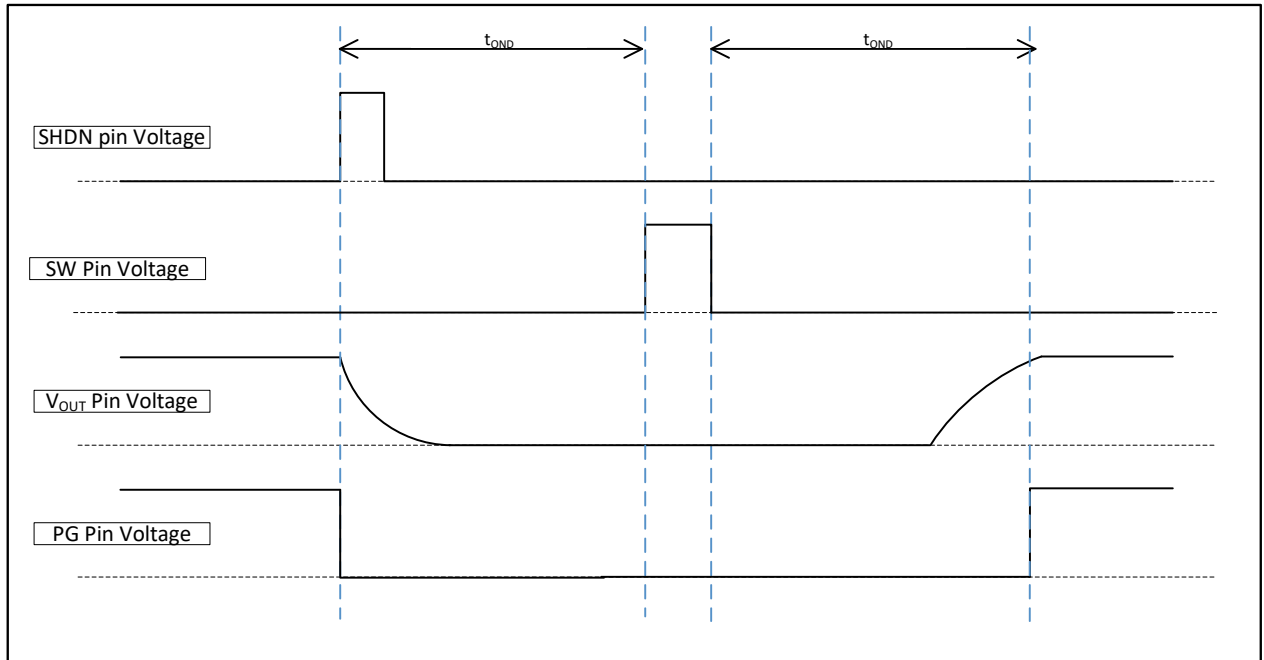 tOND tOND
SHDN pin Voltage
SW Pin Voltage
VOUT Pin Voltage
PG Pin Voltage